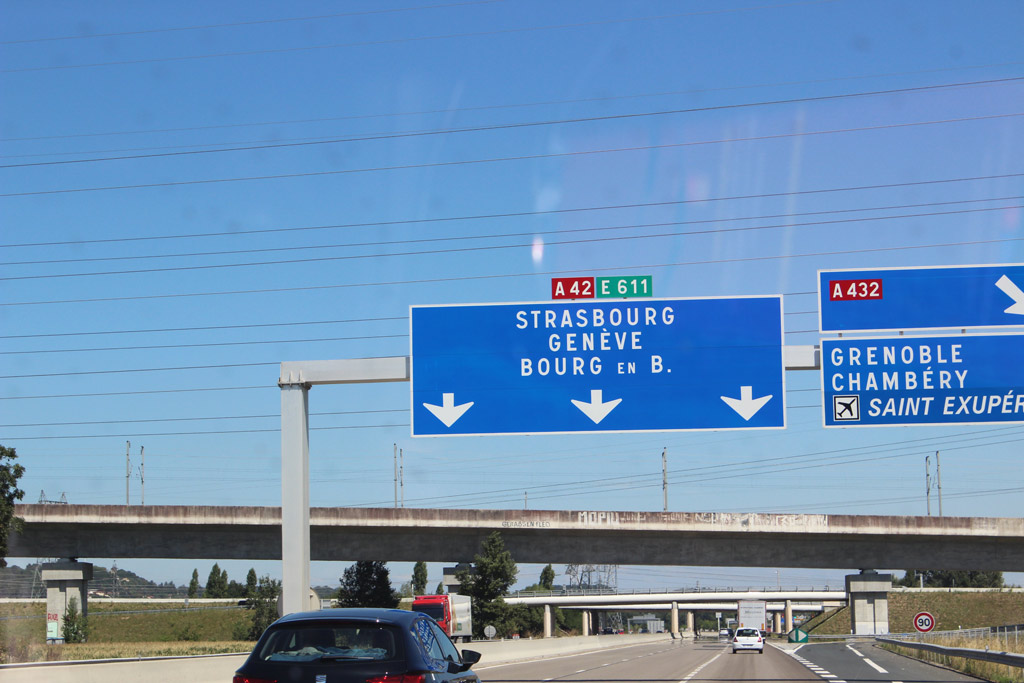 A 42 E 611
STRASBOURG
GENÈVE
BOURG EN B.
A 432
GRENOBLE
CHAMBÉRY
SAINT EXUPÉR
90